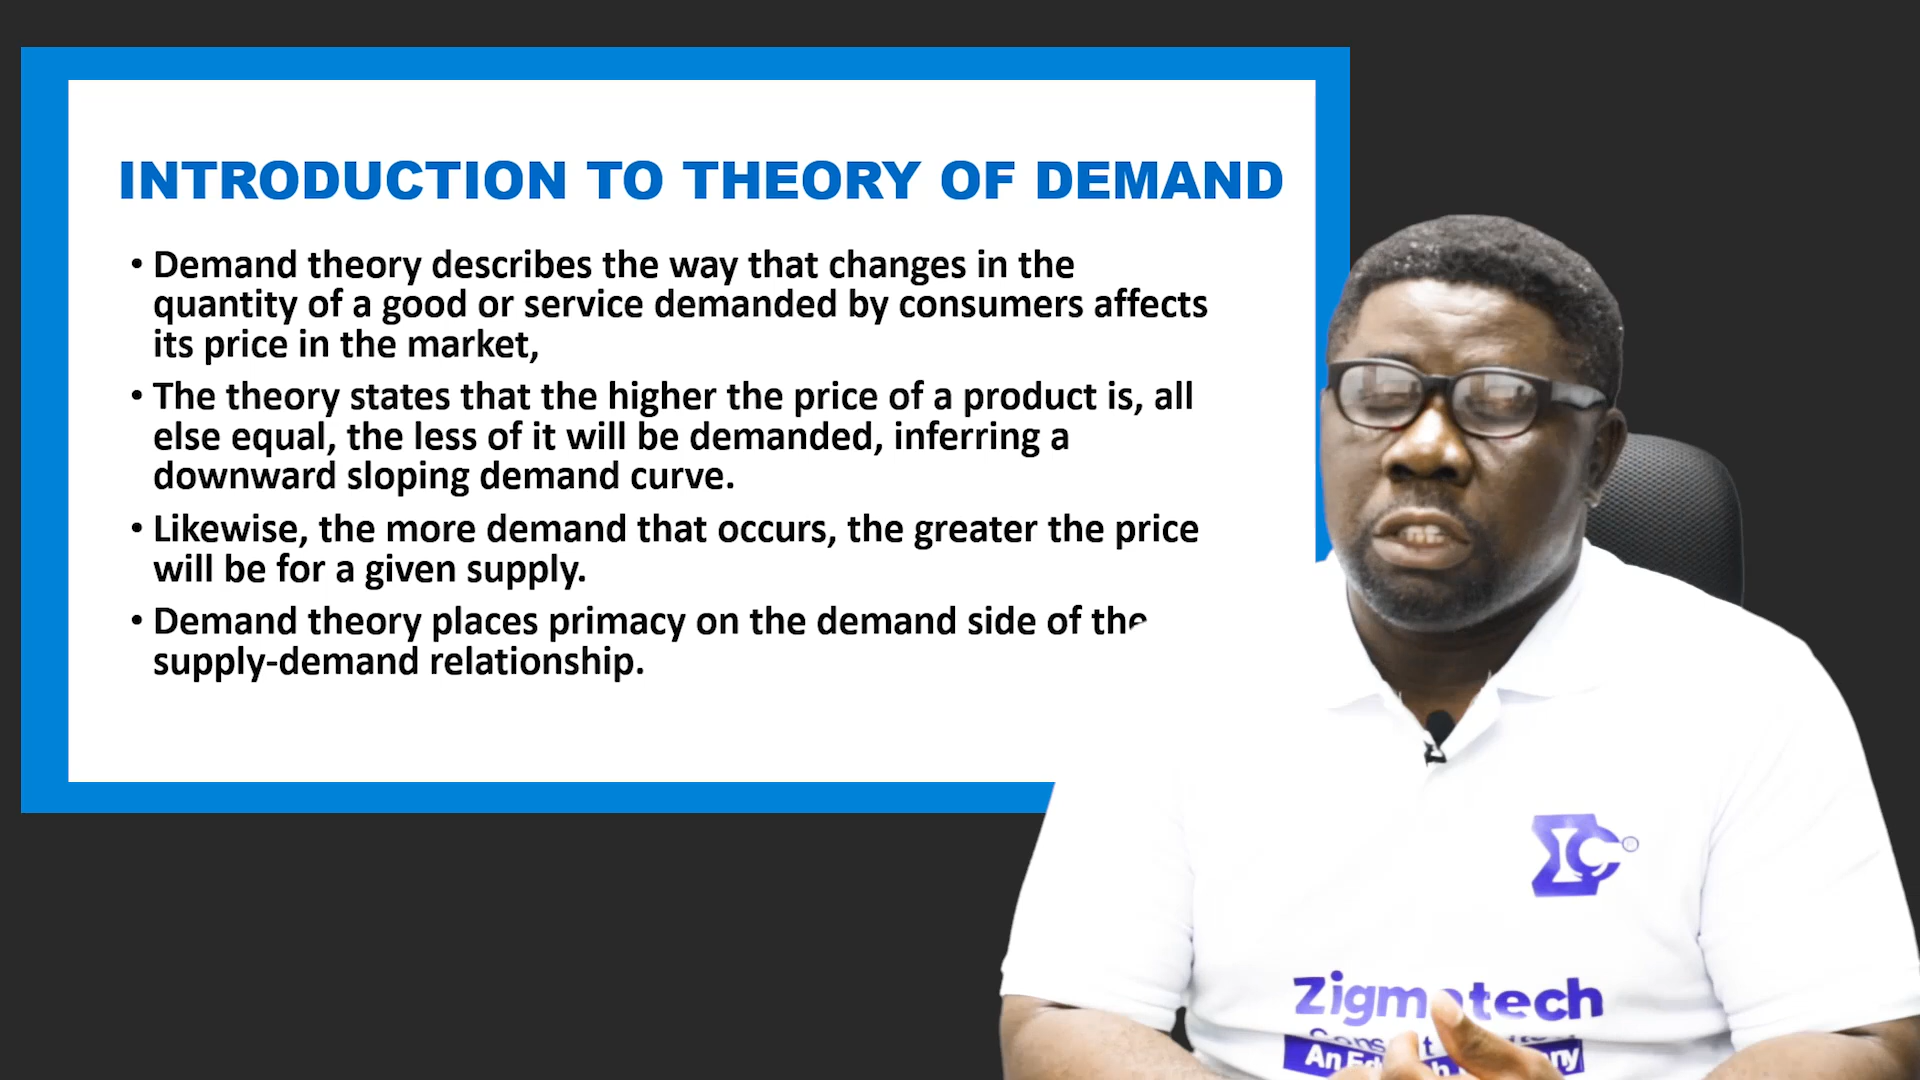 INTRODUCTION TO THEORY OF DEMAND
• Demand theory describes the way that changes in the
quantity of a good or service demanded by consumers affects
its price in the market,
• The theory states that the higher the price of a product is, all
else equal, the less of it will be demanded, inferring a
downward sloping demand curve.
• Likewise, the more demand that occurs, the greater the price
will be for a given supply.
• Demand theory places primacy on the demand side of the
supply-demand relationship.
An